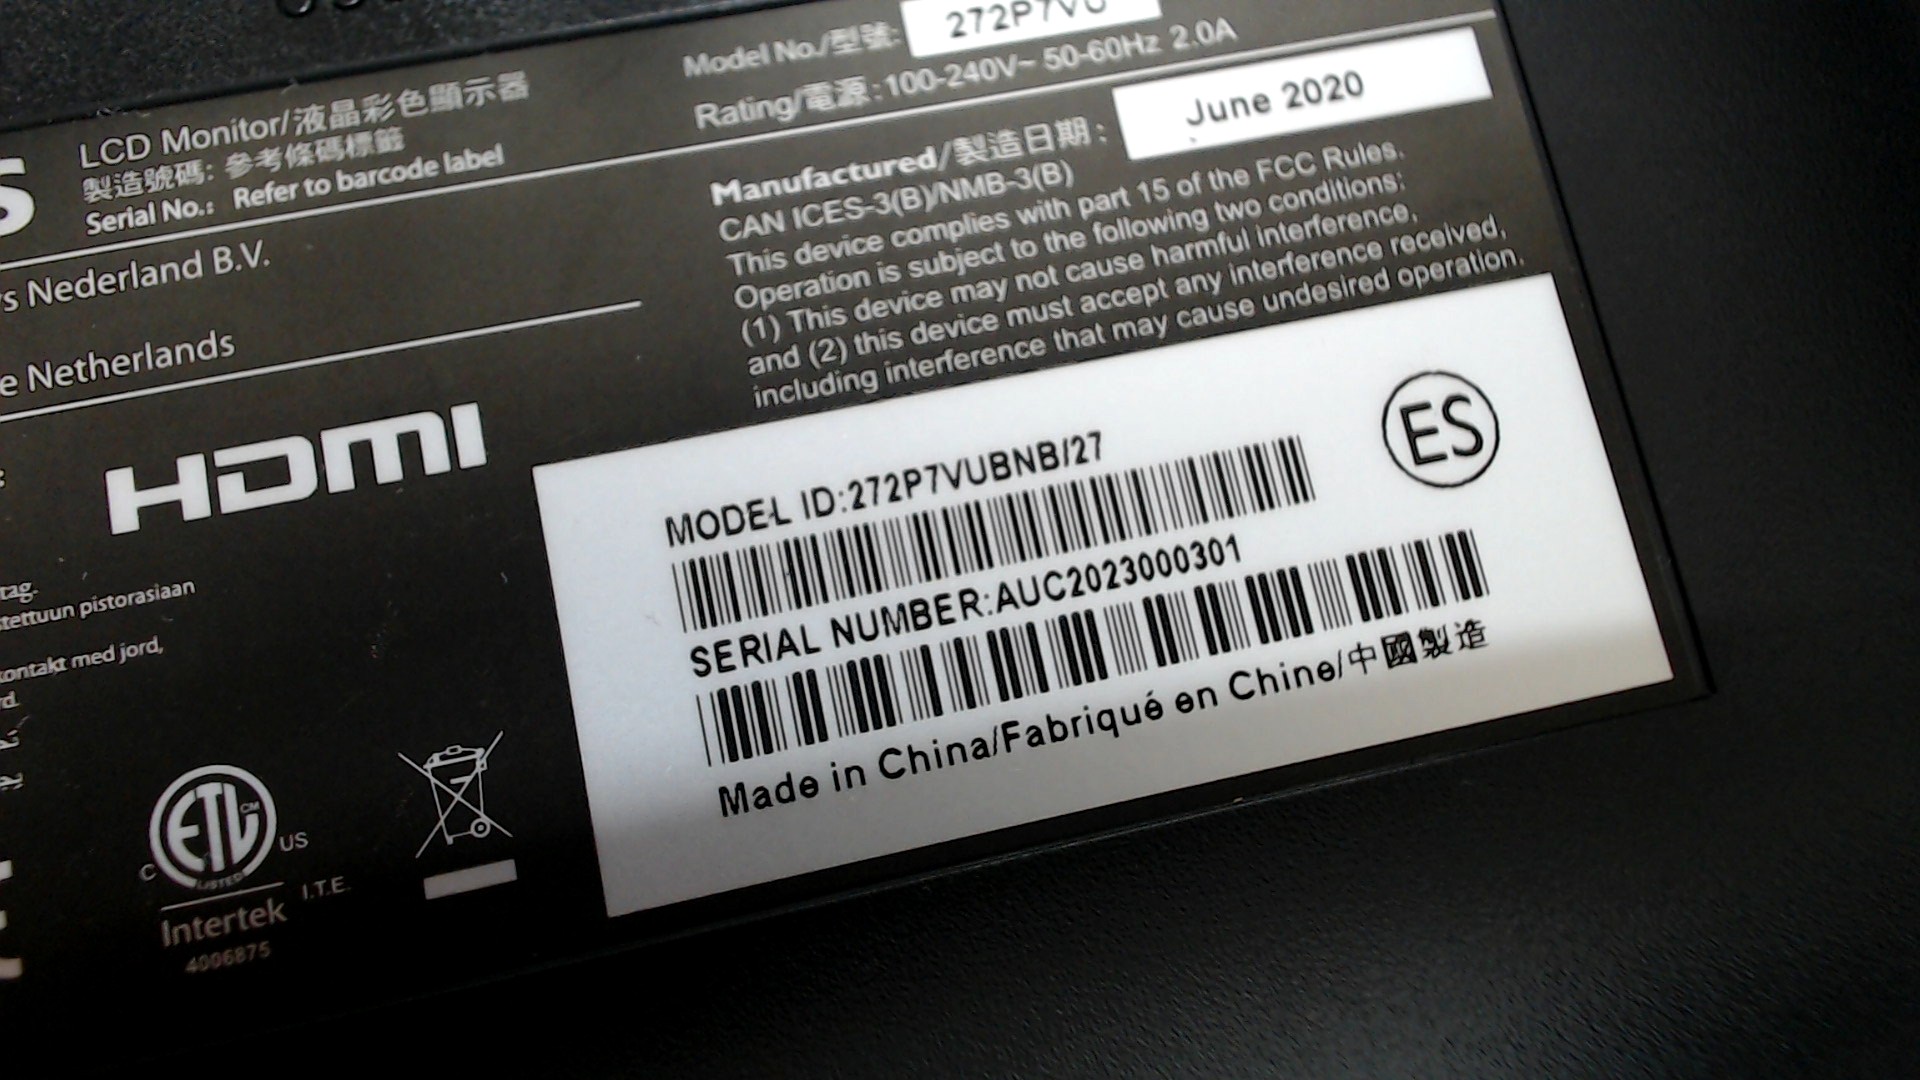 LCD Monitor/液晶彩色顯示器
製造號碼: 參考條碼標籤
Serial No.: Refer to barcode label
s Nederland B.V.
e Netherlands
HDMI
tag.
tettuun pistorasiaan
kontakt med jord,
rd.
ETL CM
LISTED
C US
Intertek
I.T.E.
4006875
Model No./型號: 272P7VU
Rating/電源:100-240V~ 50-60Hz 2.0A
Manufactured/製造日期: June 2020
CAN ICES-3(B)/NMB-3(B)
This device complies with part 15 of the FCC Rules.
Operation is subject to the following two conditions:
(1) This device may not cause harmful interference,
and (2) this device must accept any interference received,
including interference that may cause undesired operation.
MODEL ID:272P7VUBNB/27
ES
SERIAL NUMBER:AUC2023000301
Made in China/Fabriqué en Chine/中國製造